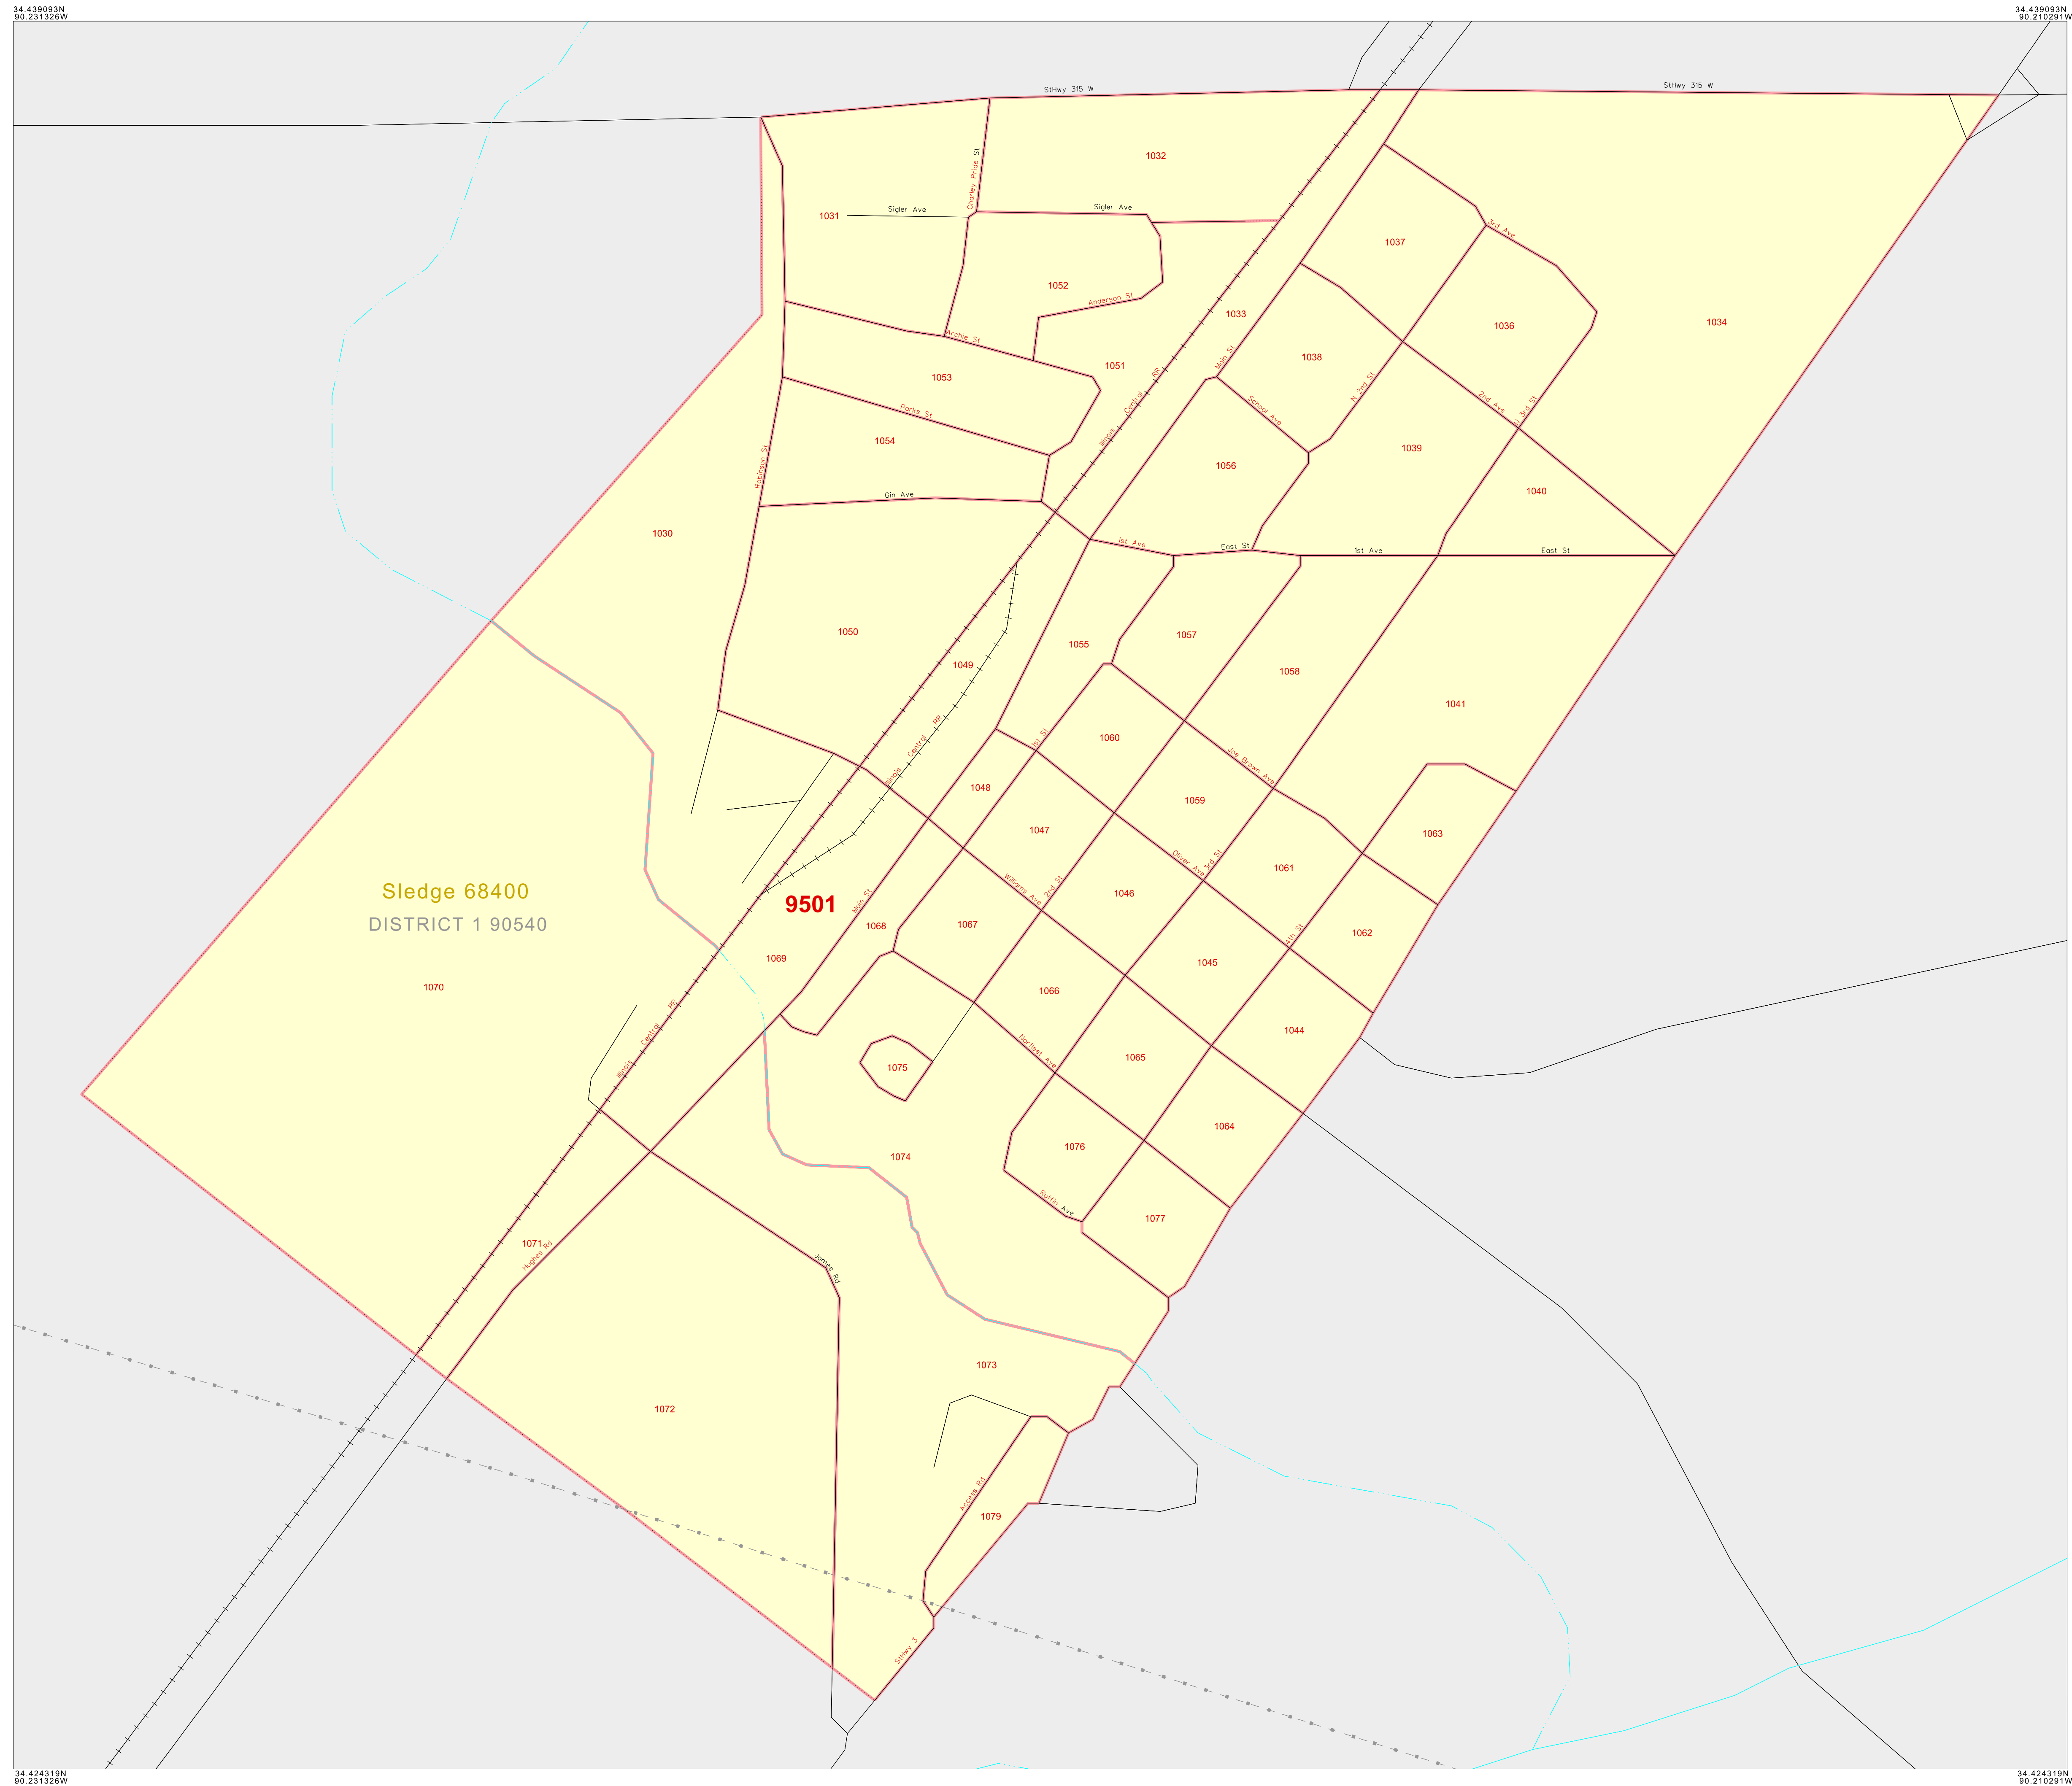 34.439093N
90.231326W
34.439093N
90.210291W
StHwy 315 W
StHwy 315 W
1032
Charley Pride St
1031
Sigler Ave
Sigler Ave
3rd Ave
1037
1052
Anderson St
1033
1036
1034
Archie St
1038
Main St
1051
Illinois Central RR
1053
N 2nd St
2nd Ave
School Ave
N 3rd St
Parks St
1054
1039
Robinson St
1056
1040
Gin Ave
1030
1st Ave
East St
1st Ave
East St
1050
1057
1055
1049
1058
1041
1st St
1060
Joe Brown Ave
Illinois Central RR
1048
1059
1047
1063
Oliver Ave
3rd St
1061
Williams Ave
2nd St
1046
Sledge 68400
DISTRICT 1 90540
9501
Main St
1068
1067
1062
4th St
1069
1045
1070
1066
Illinois Central RR
1044
Norfleet Ave
1065
1075
1064
1076
1074
Ruffin Ave
1077
1071
Hughes Rd
James Rd
1073
1072
Access Rd
1079
StHwy 3
34.424319N
90.231326W
34.424319N
90.210291W